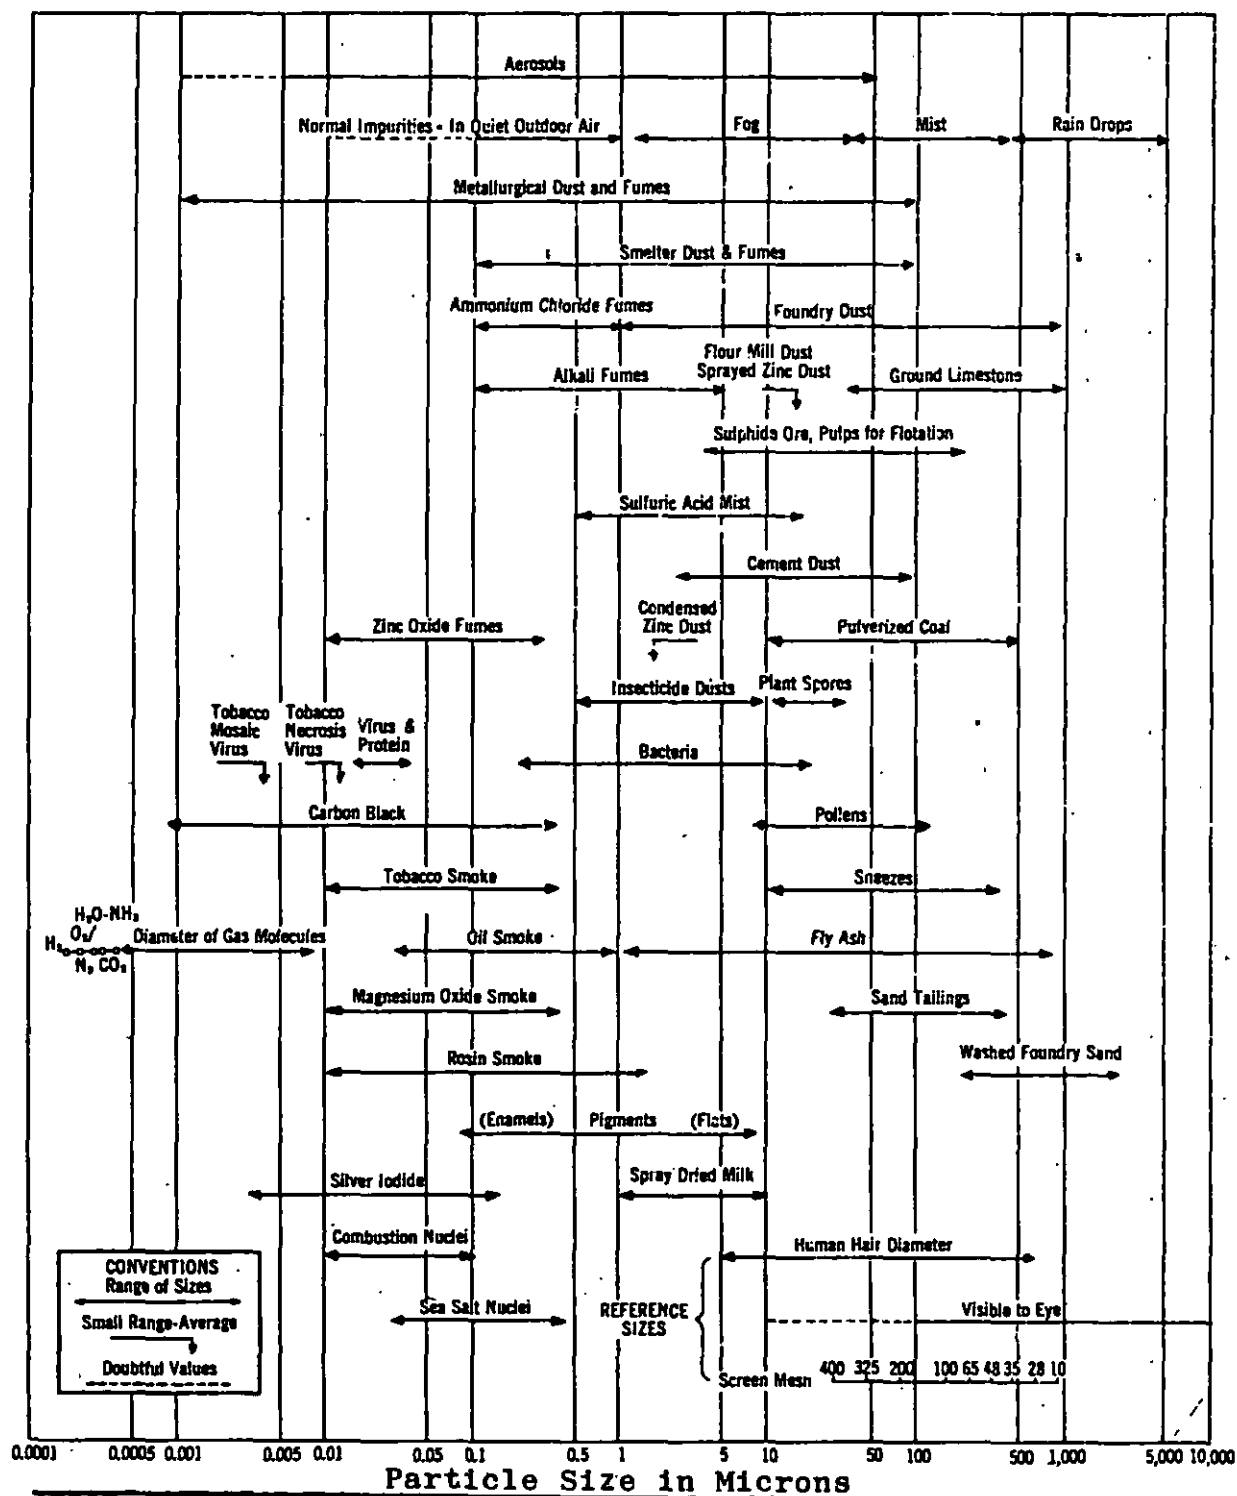 Aerosols
Normal Impurities - In Quiet Outdoor Air
Fog
Mist
Rain Drops
Metallurgical Dust and Fumes
Smelter Dust & Fumes
Ammonium Chloride Fumes
Foundry Dust
Flour Mill Dust
Alkali Fumes
Sprayed Zinc Dust
Ground Limestone
Sulphide Ore, Pulps for Flotation
Sulfuric Acid Mist
Cement Dust
Zinc Oxide Fumes
Condensed
Zinc Dust
Pulverized Coal
Insecticide Dusts
Plant Spores
Tobacco
Mosaic
Virus
Tobacco
Necrosis
Virus
Virus &
Protein
Bacteria
Carbon Black
Pollens
Tobacco Smoke
Sneezes
H₂O-NH₃
O₂
H₂
N₂ CO₂
Diameter of Gas Molecules
Oil Smoke
Fly Ash
Magnesium Oxide Smoke
Sand Tailings
Rosin Smoke
Washed Foundry Sand
(Enamels) Pigments (Flats)
Silver Iodide
Spray Dried Milk
Combustion Nuclei
Human Hair Diameter
CONVENTIONS
Range of Sizes
Small Range-Average
Doubtful Values
Sea Salt Nuclei
REFERENCE
SIZES
Visible to Eye
Screen Mesh 400 325 200 100 65 48 35 28 10
0.0001 0.0005 0.001 0.005 0.01 0.05 0.1 0.5 1 5 10 50 100 500 1,000 5,000 10,000
Particle Size in Microns